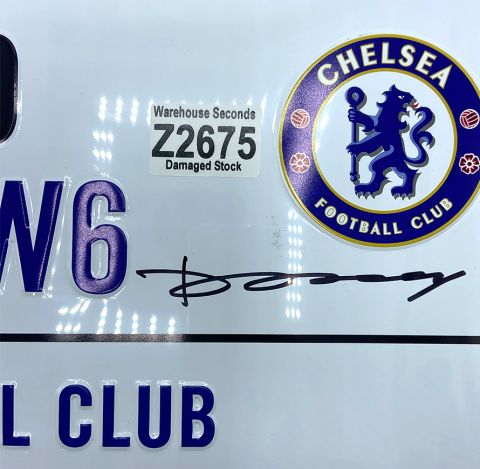 CHELSEA
FOOTBALL CLUB
Warehouse Seconds
Z2675
Damaged Stock
W6
L CLUB